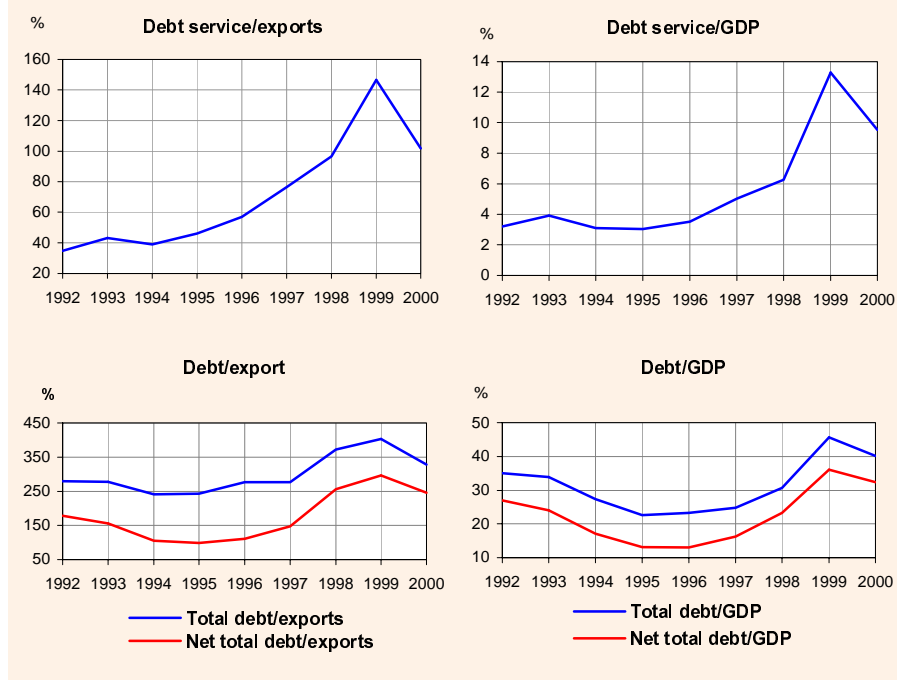 Debt service/exports
%
160
140
120
100
80
60
40
20
1992 1993 1994 1995 1996 1997 1998 1999 2000
Debt service/GDP
%
14
12
10
8
6
4
2
0
1992 1993 1994 1995 1996 1997 1998 1999 2000
Debt/export
%
450
350
250
150
50
1992 1993 1994 1995 1996 1997 1998 1999 2000
Total debt/exports
Net total debt/exports
Debt/GDP
%
50
40
30
20
10
1992 1993 1994 1995 1996 1997 1998 1999 2000
Total debt/GDP
Net total debt/GDP